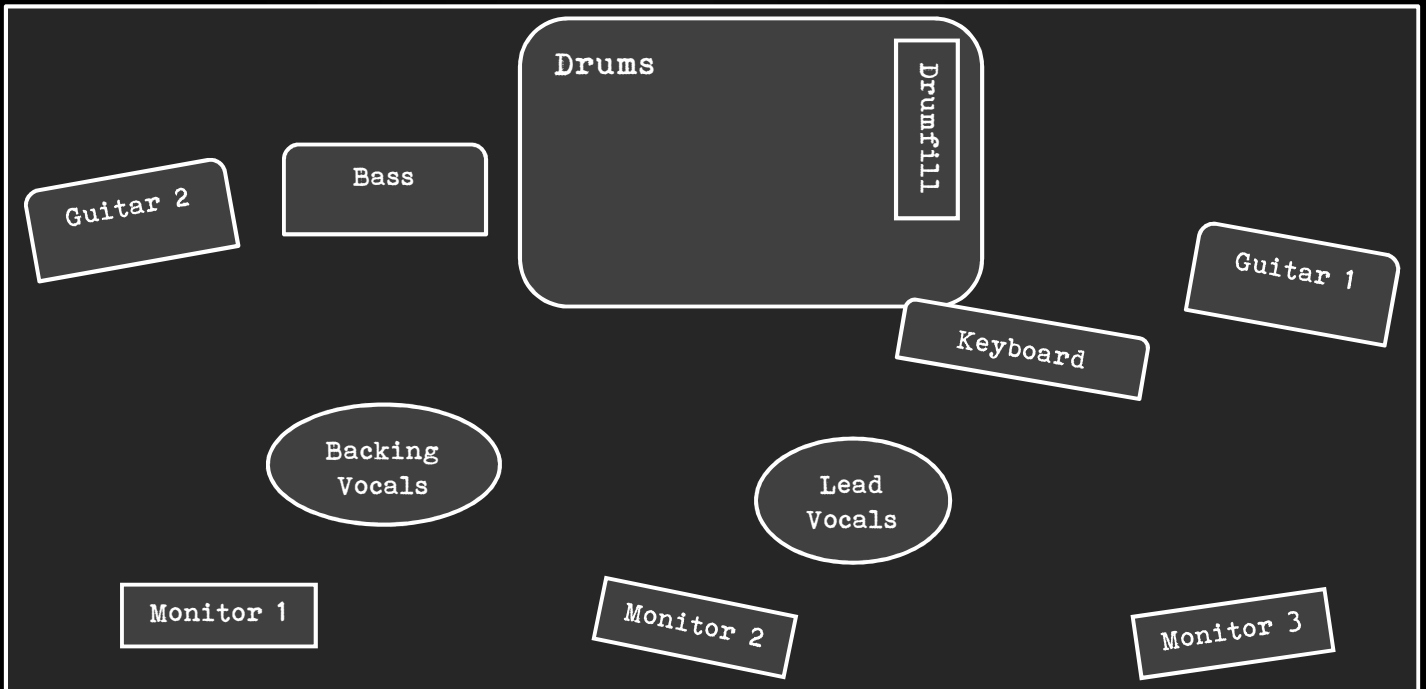 Drums
Drumfill
Bass
Guitar 2
Guitar 1
Keyboard
Backing
Vocals
Lead
Vocals
Monitor 1
Monitor 2
Monitor 3